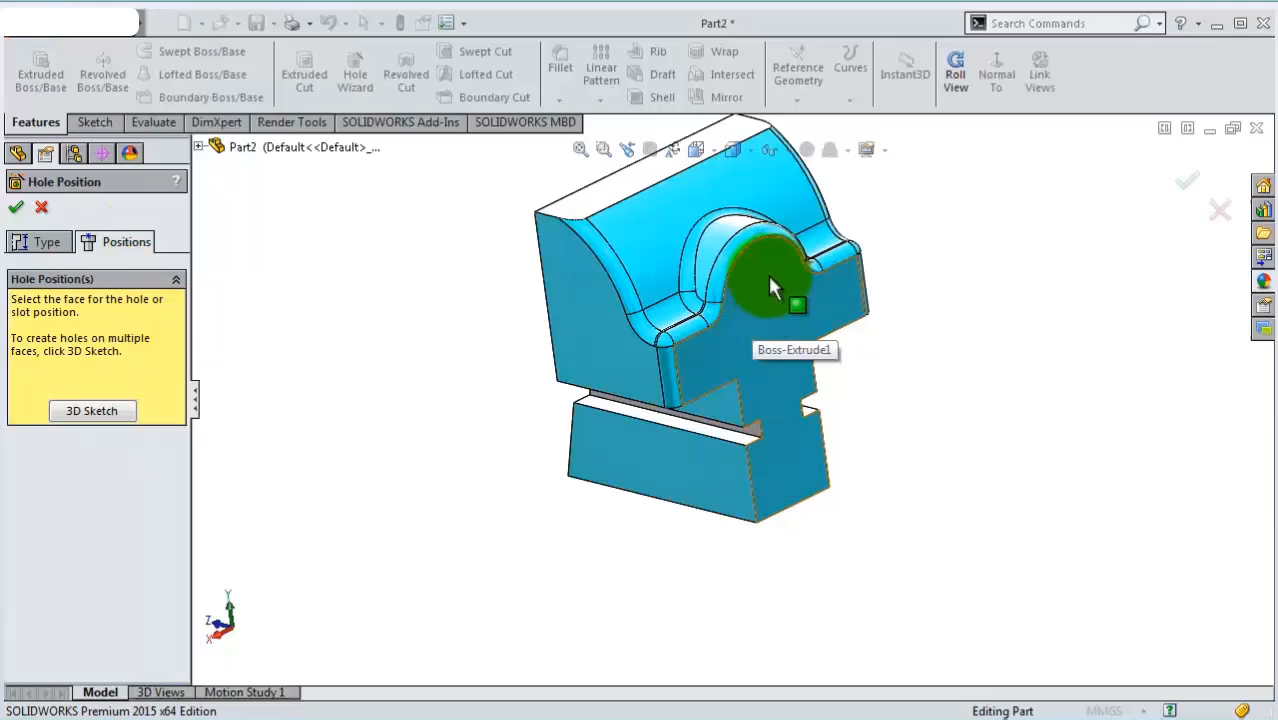 Part2 *
Search Commands
Extruded Boss/Base
Revolved Boss/Base
Swept Boss/Base
Lofted Boss/Base
Boundary Boss/Base
Extruded Cut
Hole Wizard
Revolved Cut
Swept Cut
Lofted Cut
Boundary Cut
Fillet
Linear Pattern
Rib
Draft
Shell
Wrap
Intersect
Mirror
Reference Geometry
Curves
Instant3D
Roll View
Normal To
Link Views
Features Sketch Evaluate DimXpert Render Tools SOLIDWORKS Add-Ins SOLIDWORKS MBD
Part2 (Default<<Default>_...
Hole Position ?
Type Positions
Hole Position(s)
Select the face for the hole or
slot position.
To create holes on multiple
faces, click 3D Sketch.
3D Sketch
Boss-Extrude1
Y
Z
X
Model 3D Views Motion Study 1
SOLIDWORKS Premium 2015 x64 Edition Editing Part MMGS